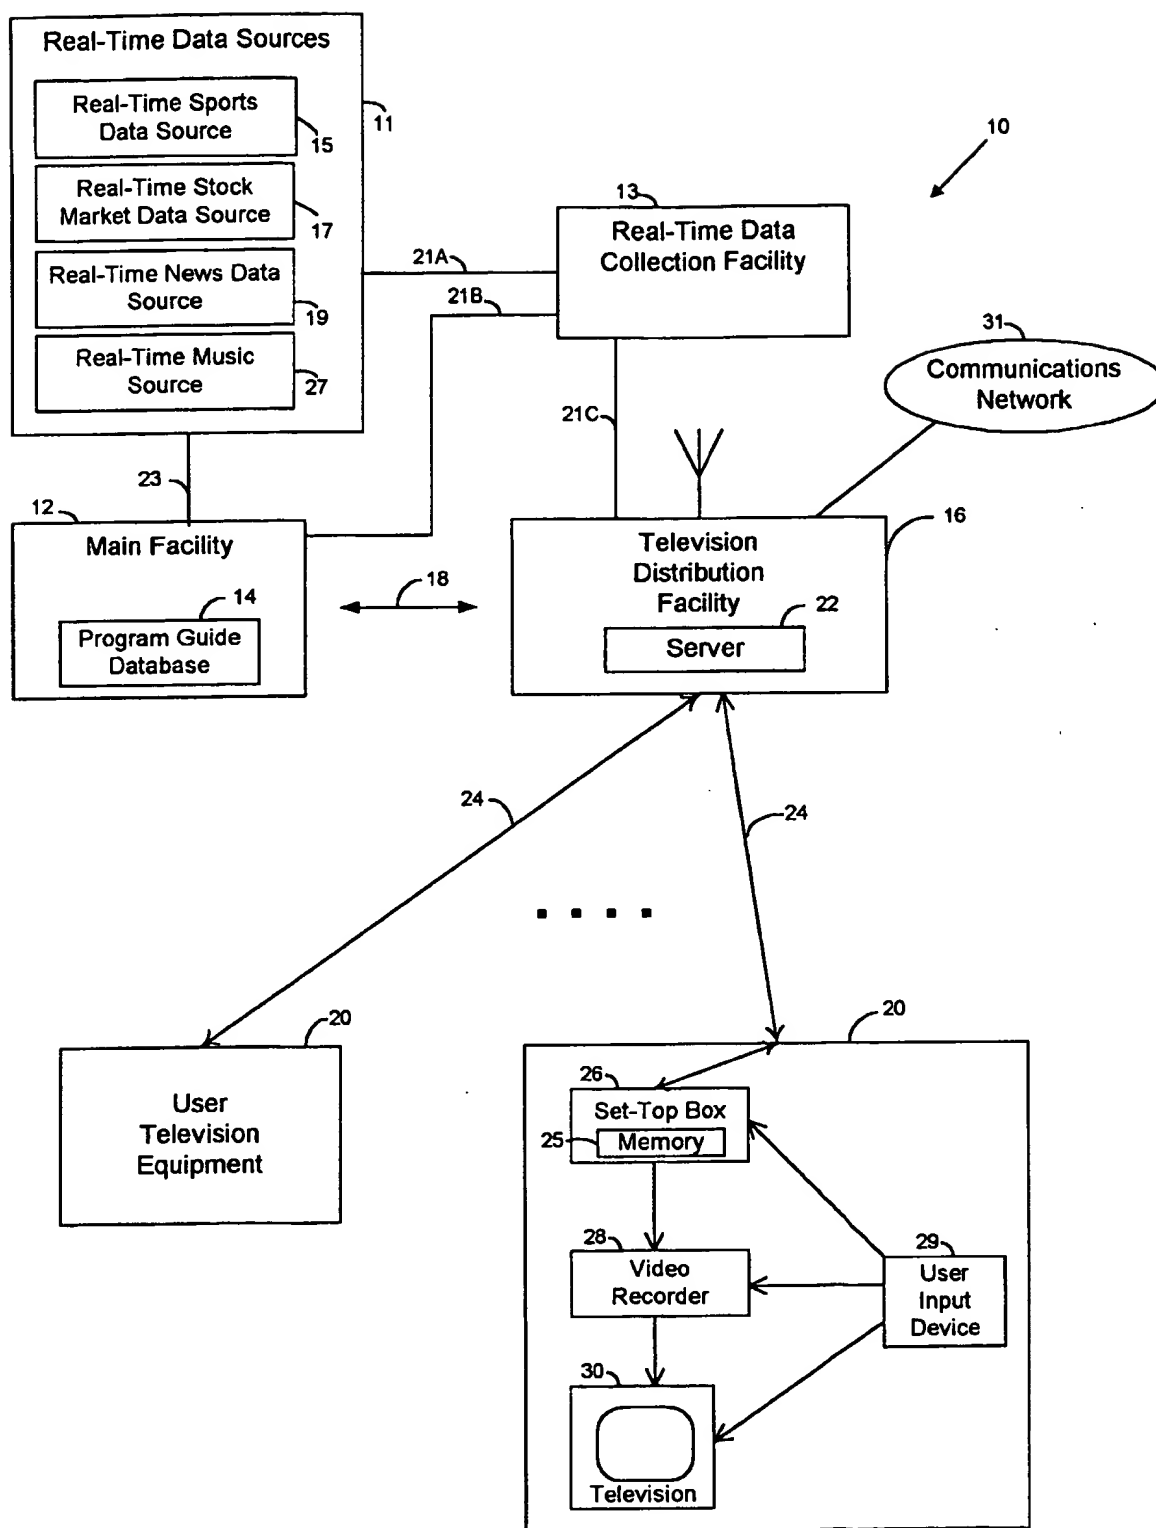 Real-Time Data Sources
Real-Time Sports
Data Source
15
11
Real-Time Stock
Market Data Source
17
Real-Time News Data
Source
19
Real-Time Music
Source
27
10
13
Real-Time Data
Collection Facility
21A
21B
31
Communications
Network
21C
23
12
Main Facility
14
Program Guide
Database
18
16
Television
Distribution
Facility
22
Server
24
24
20
User
Television
Equipment
20
26
Set-Top Box
25
Memory
28
Video
Recorder
29
User
Input
Device
30
Television